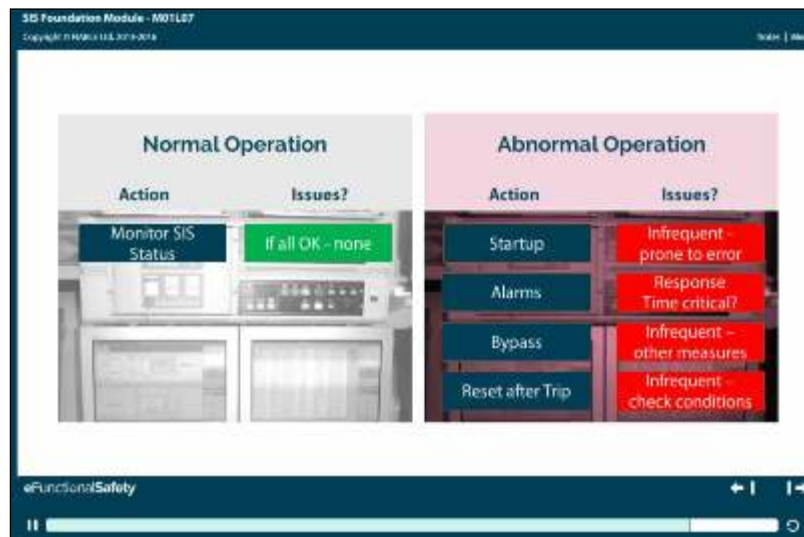 SIS Foundation Module - M01L07
Notes |
Normal Operation
Action
Issues?
Monitor SIS
Status
If all OK - none
Abnormal Operation
Action
Issues?
Startup
Infrequent -
prone to error
Alarms
Response
Time critical?
Bypass
Infrequent –
other measures
Reset after Trip
Infrequent –
check conditions
eFunctionalSafety